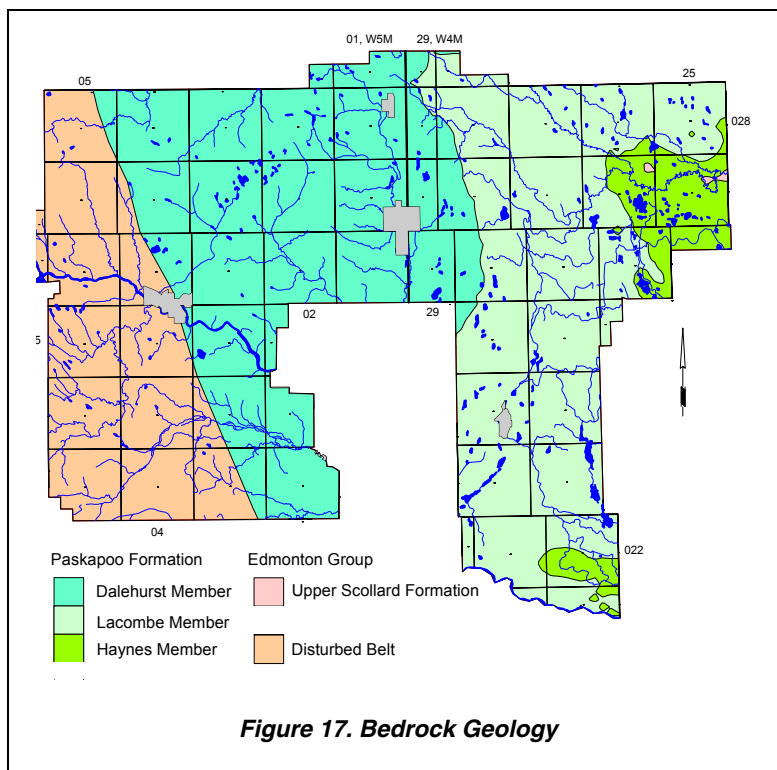 01, W5M 29, W4M
05
25
028
02
29
5
022
04
Paskapoo Formation Edmonton Group
Dalehurst Member Upper Scollard Formation
Lacombe Member
Haynes Member Disturbed Belt
Figure 17. Bedrock Geology